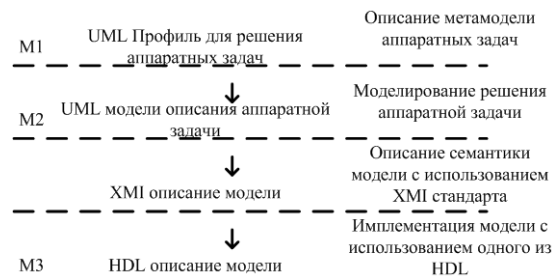 M1
UML Профиль для решения
аппаратных задач
Описание метамодели
аппаратных задач
M2
UML модели описания аппаратной
задачи
Моделирование решения
аппаратной задачи
XMI описание модели
Описание семантики
модели с использованием
XMI стандарта
M3
HDL описание модели
Имплементация модели с
использованием одного из
HDL